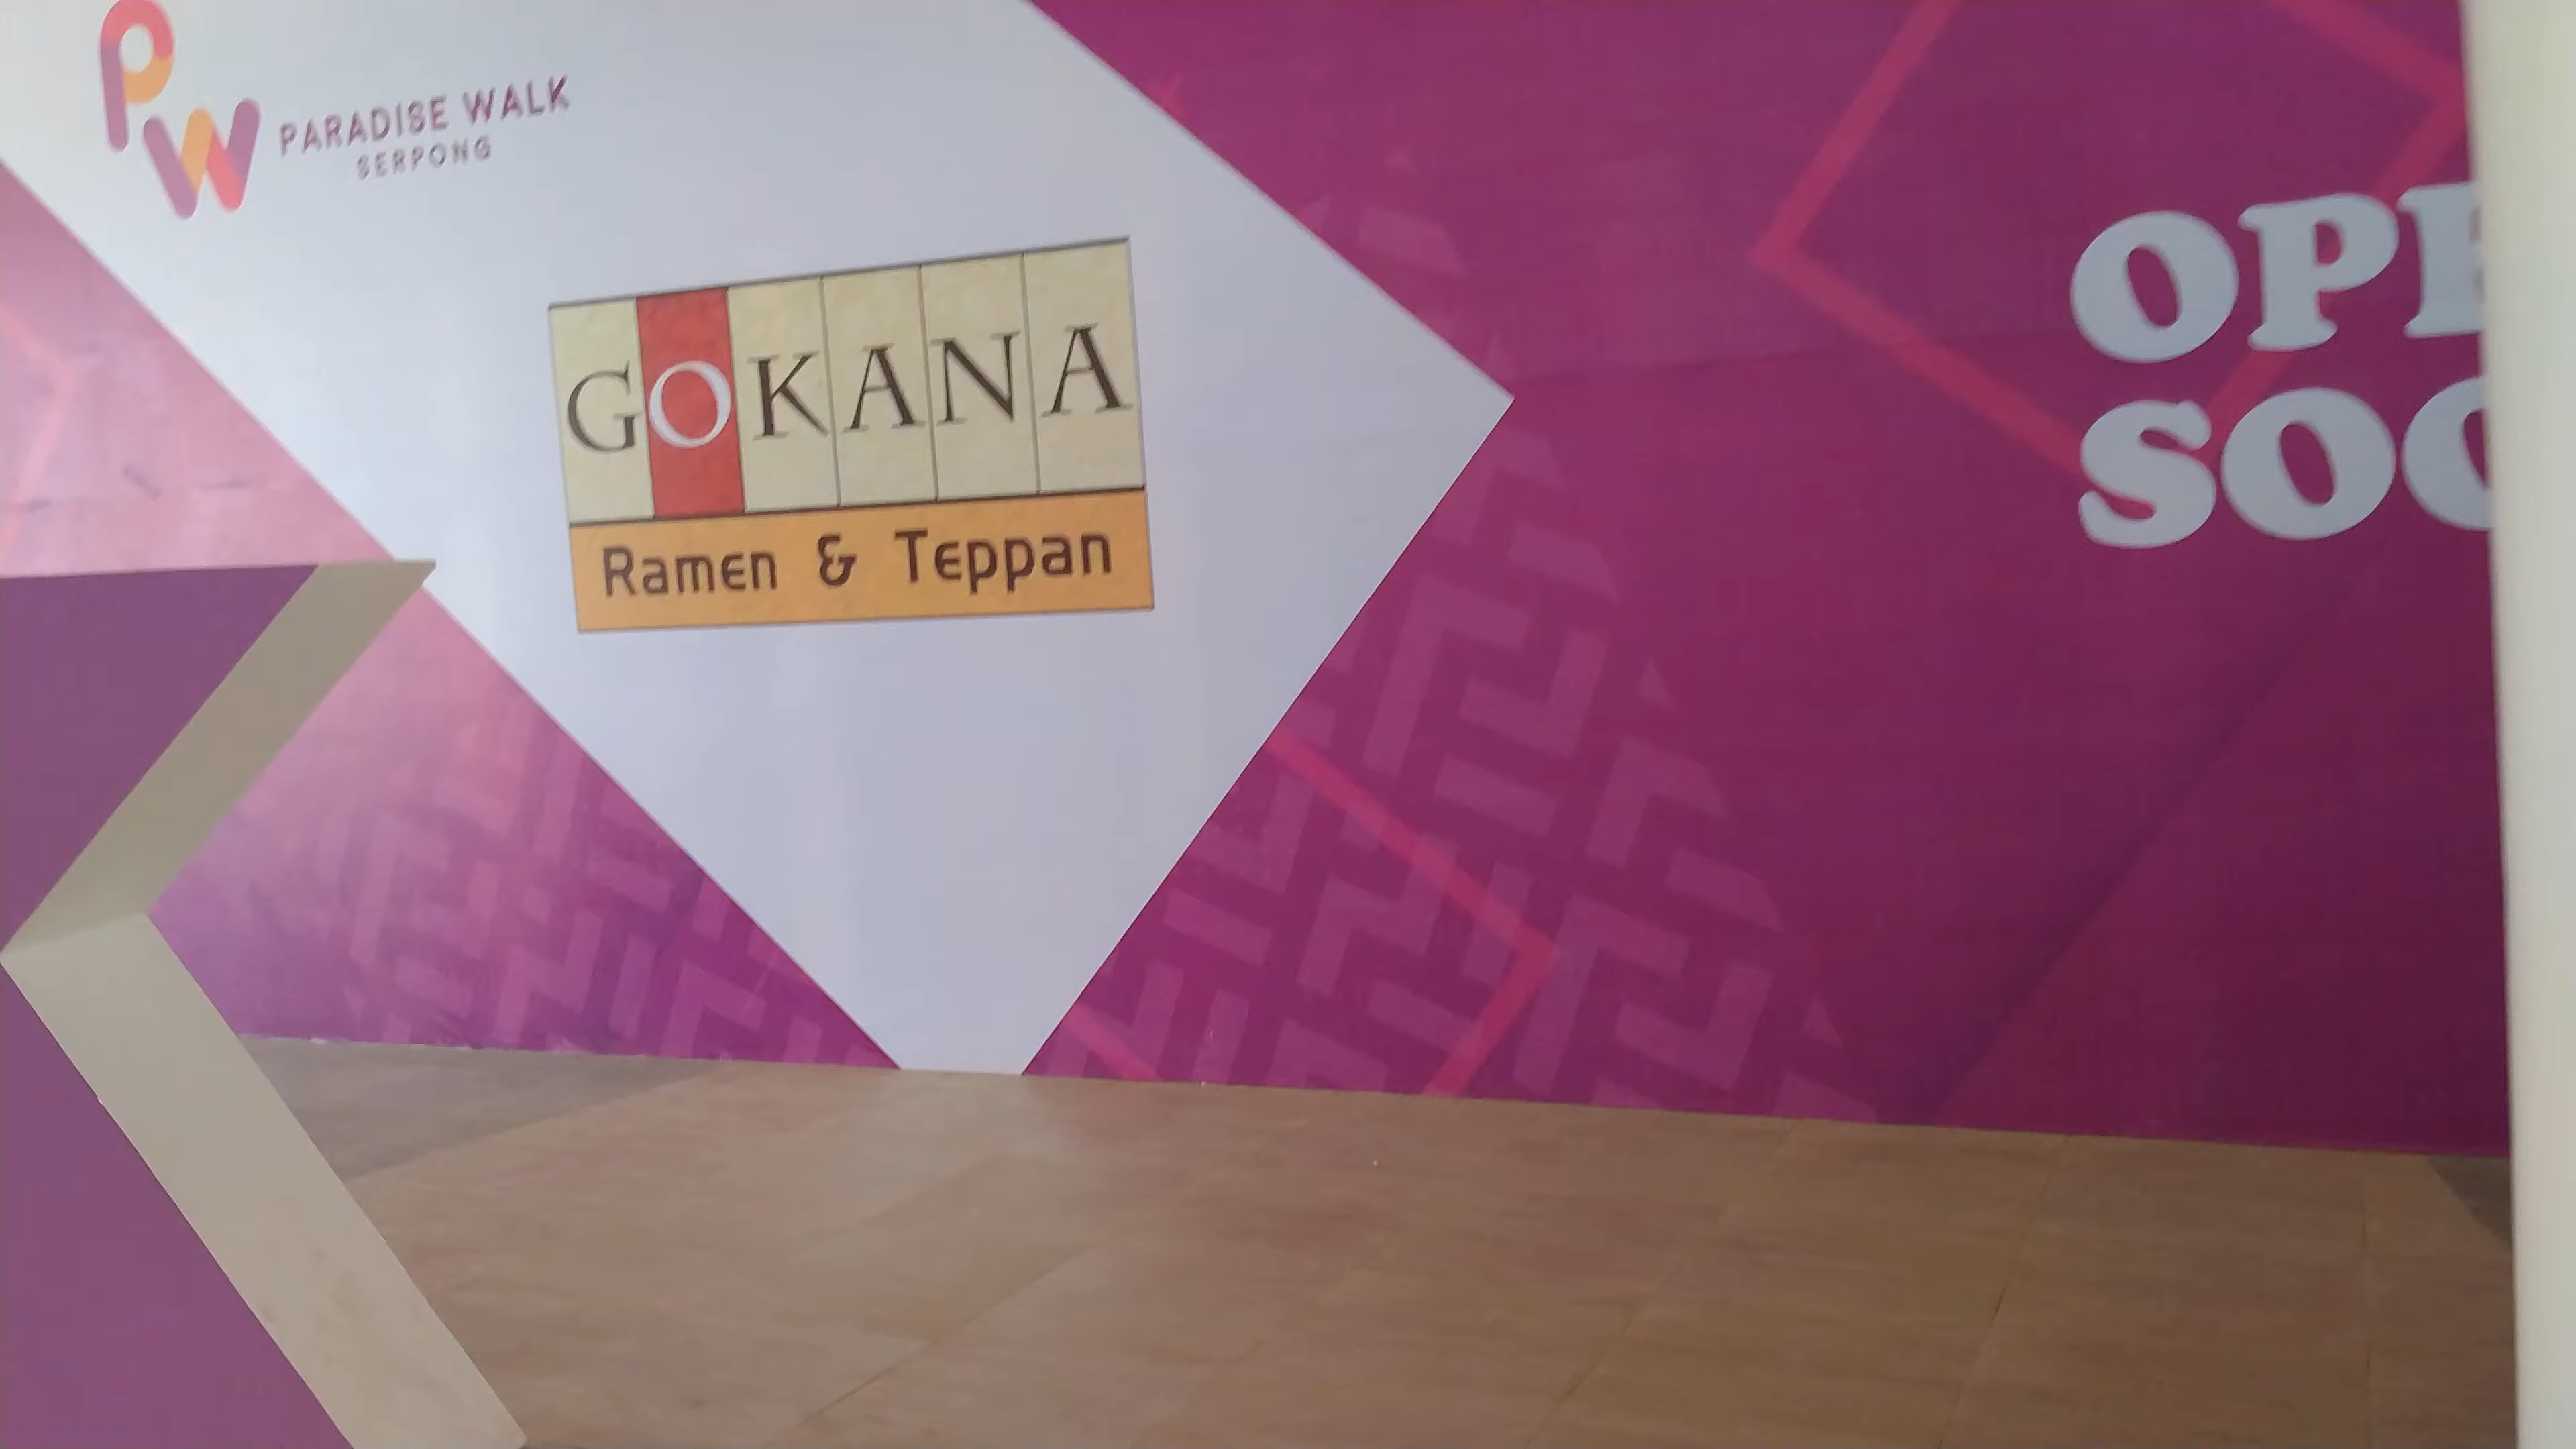 PW
PARADISE WALK
SERPONG
GOKANA
Ramen & Teppan